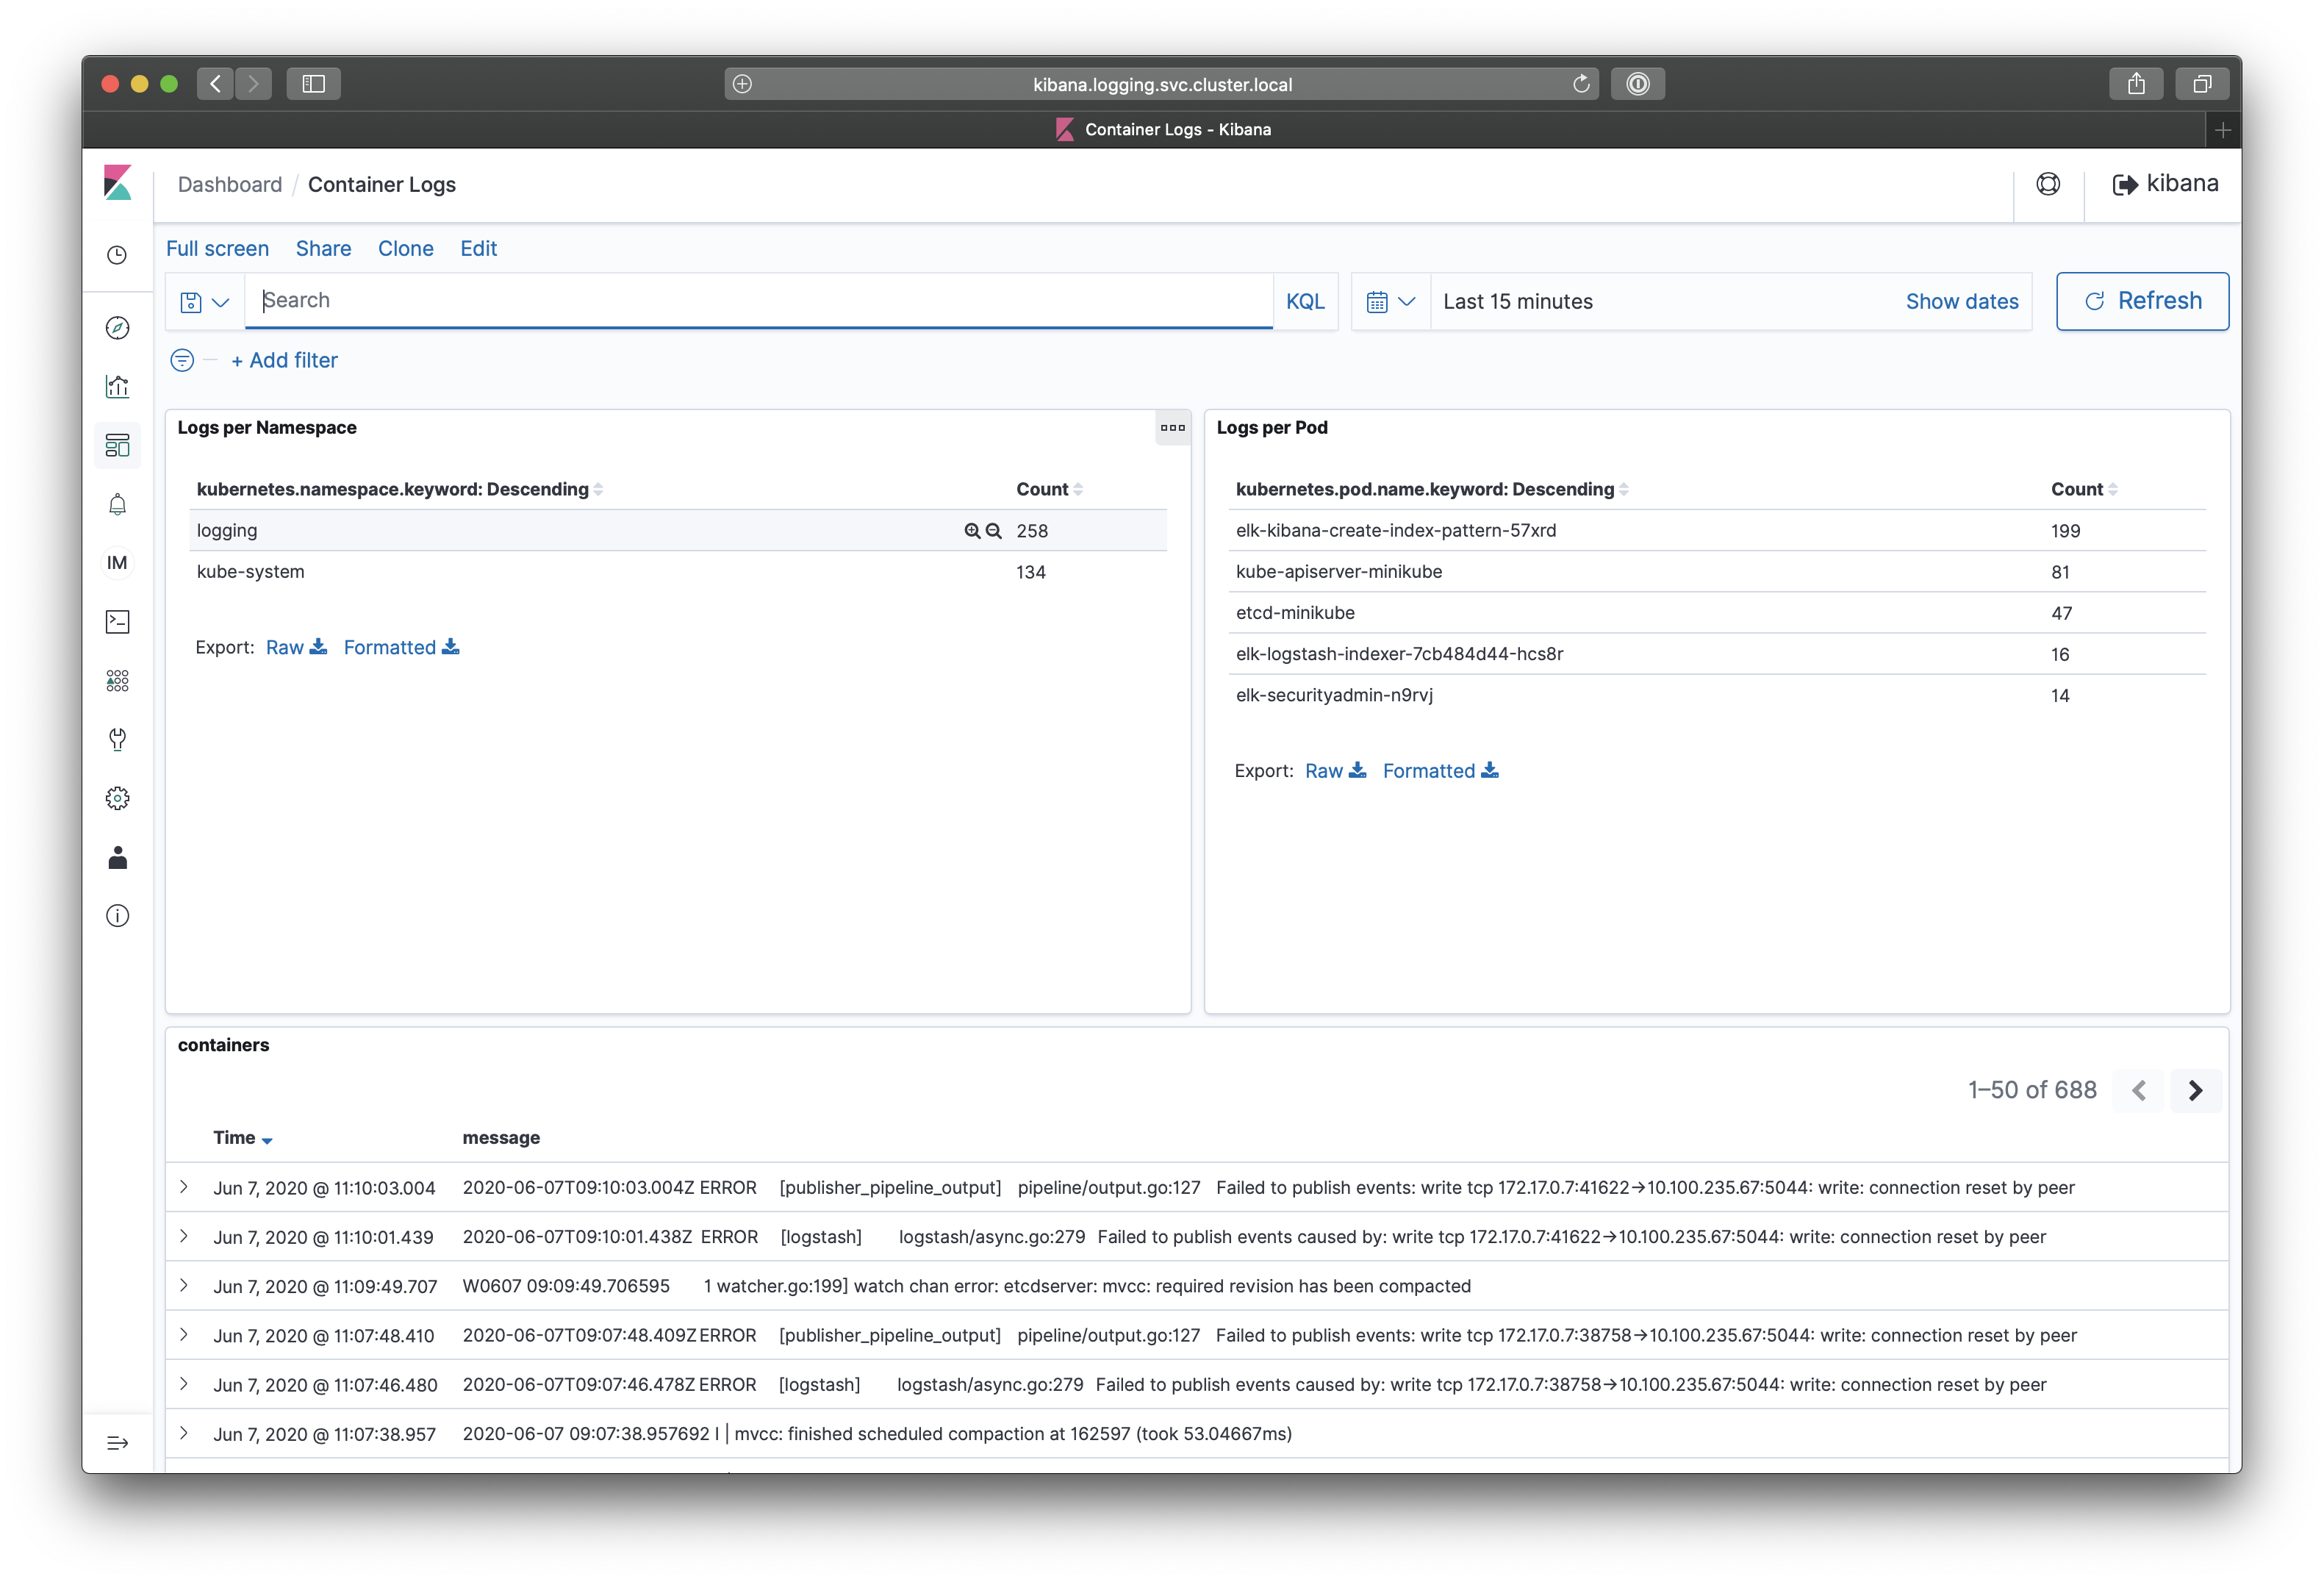 kibana.logging.svc.cluster.local
Container Logs - Kibana
Dashboard / Container Logs
kibana
Full screen Share Clone Edit
Search KQL Last 15 minutes Show dates Refresh
+ Add filter
Logs per Namespace
kubernetes.namespace.keyword: Descending Count
logging 258
kube-system 134
Export: Raw Formatted
Logs per Pod
kubernetes.pod.name.keyword: Descending Count
elk-kibana-create-index-pattern-57xrd 199
kube-apiserver-minikube 81
etcd-minikube 47
elk-logstash-indexer-7cb484d44-hcs8r 16
elk-securityadmin-n9rvj 14
Export: Raw Formatted
IM
containers
1–50 of 688
Time message
Jun 7, 2020 @ 11:10:03.004 2020-06-07T09:10:03.004Z ERROR [publisher_pipeline_output] pipeline/output.go:127 Failed to publish events: write tcp 172.17.0.7:41622->10.100.235.67:5044: write: connection reset by peer
Jun 7, 2020 @ 11:10:01.439 2020-06-07T09:10:01.438Z ERROR [logstash] logstash/async.go:279 Failed to publish events caused by: write tcp 172.17.0.7:41622->10.100.235.67:5044: write: connection reset by peer
Jun 7, 2020 @ 11:09:49.707 W0607 09:09:49.706595 1 watcher.go:199] watch chan error: etcdserver: mvcc: required revision has been compacted
Jun 7, 2020 @ 11:07:48.410 2020-06-07T09:07:48.409Z ERROR [publisher_pipeline_output] pipeline/output.go:127 Failed to publish events: write tcp 172.17.0.7:38758->10.100.235.67:5044: write: connection reset by peer
Jun 7, 2020 @ 11:07:46.480 2020-06-07T09:07:46.478Z ERROR [logstash] logstash/async.go:279 Failed to publish events caused by: write tcp 172.17.0.7:38758->10.100.235.67:5044: write: connection reset by peer
Jun 7, 2020 @ 11:07:38.957 2020-06-07 09:07:38.957692 I | mvcc: finished scheduled compaction at 162597 (took 53.04667ms)